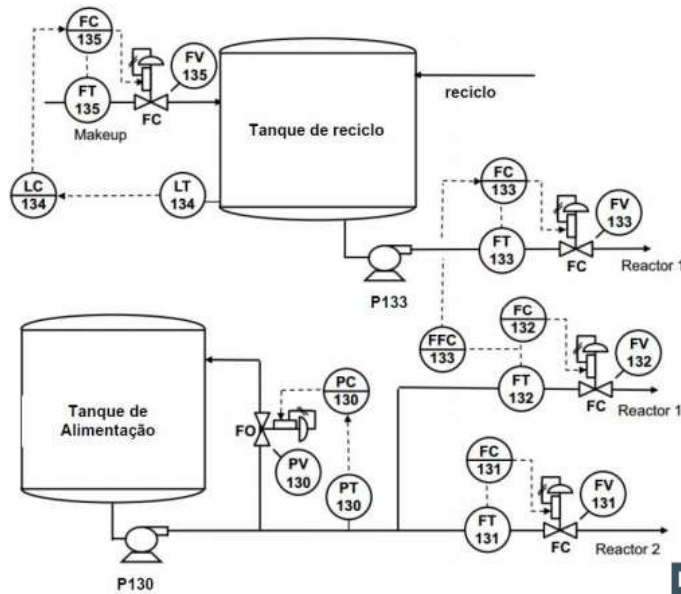 FC
135
FT
135
FV
135
FC
Makeup
Tanque de reciclo
reciclo
LC
134
LT
134
FC
133
FV
133
FT
133
FC
Reactor 1
P133
FFC
133
FC
132
FV
132
FT
132
FC
Reactor 1
Tanque de
Alimentação
FO
PC
130
PV
130
PT
130
FC
131
FV
131
FT
131
FC
Reactor 2
P130